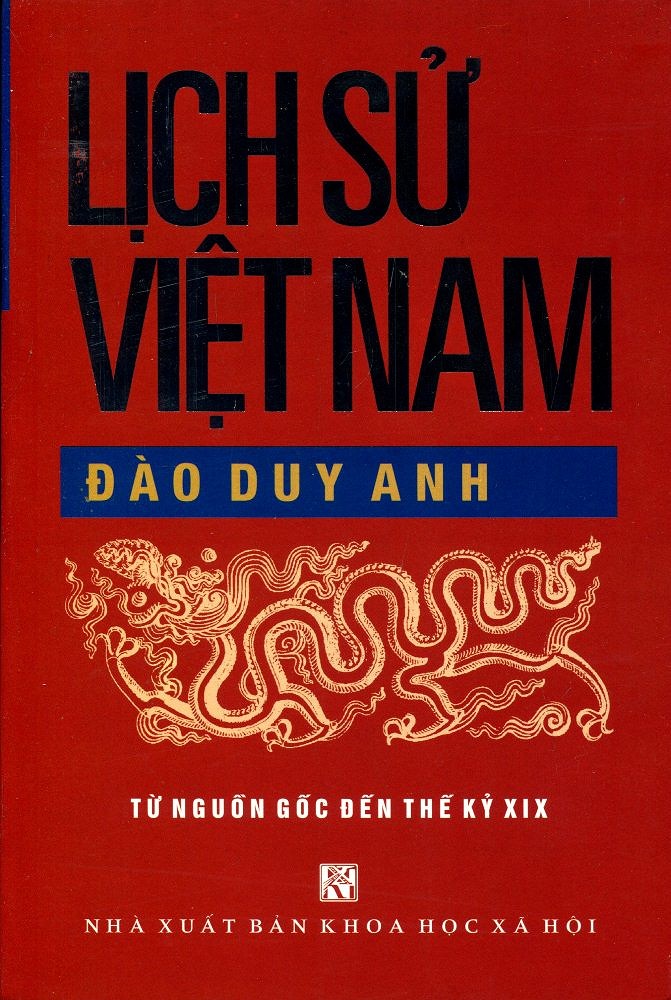 LỊCH SỬ
VIỆT NAM
ĐÀO DUY ANH
TỪ NGUỒN GỐC ĐẾN THẾ KỶ XIX
NHÀ XUẤT BẢN KHOA HỌC XÃ HỘI